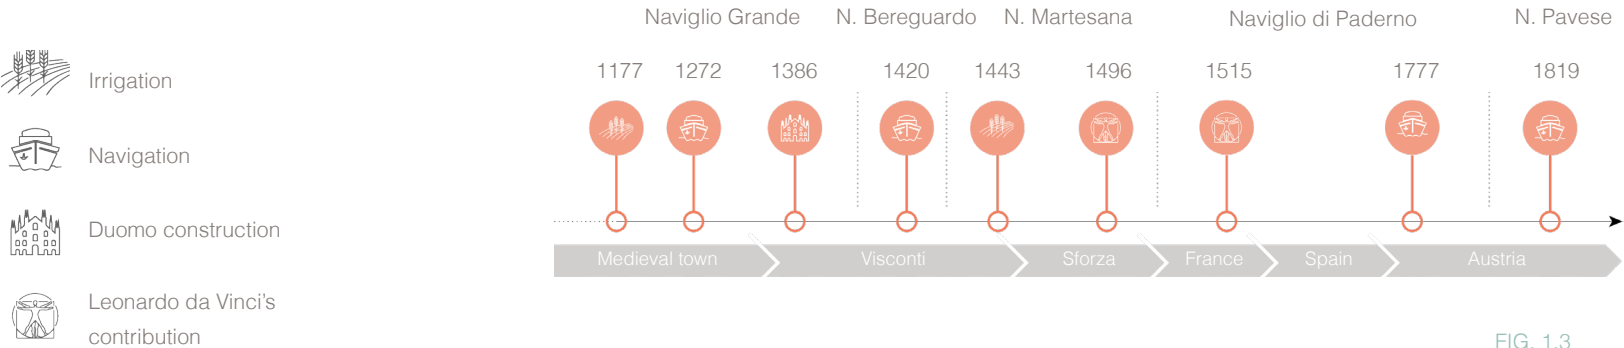 Naviglio Grande N. Bereguardo N. Martesana Naviglio di Paderno N. Pavese
1177 1272 1386 1420 1443 1496 1515 1777 1819
Irrigation
Navigation
Duomo construction
Leonardo da Vinci's
contribution
Medieval town Visconti Sforza France Spain Austria
FIG. 1.3